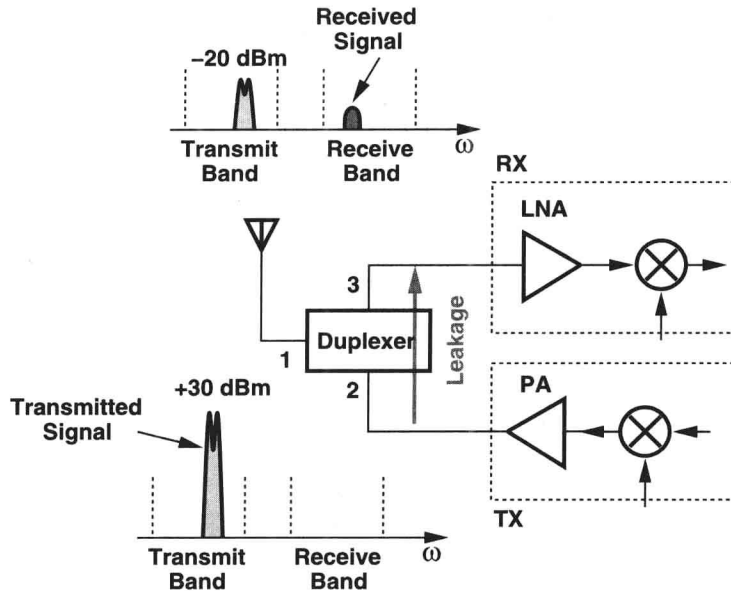 Received
Signal
−20 dBm
Transmit
Band
Receive
Band
ω
RX
LNA
3
Duplexer
1
2
Leakage
PA
TX
+30 dBm
Transmitted
Signal
Transmit
Band
Receive
Band
ω